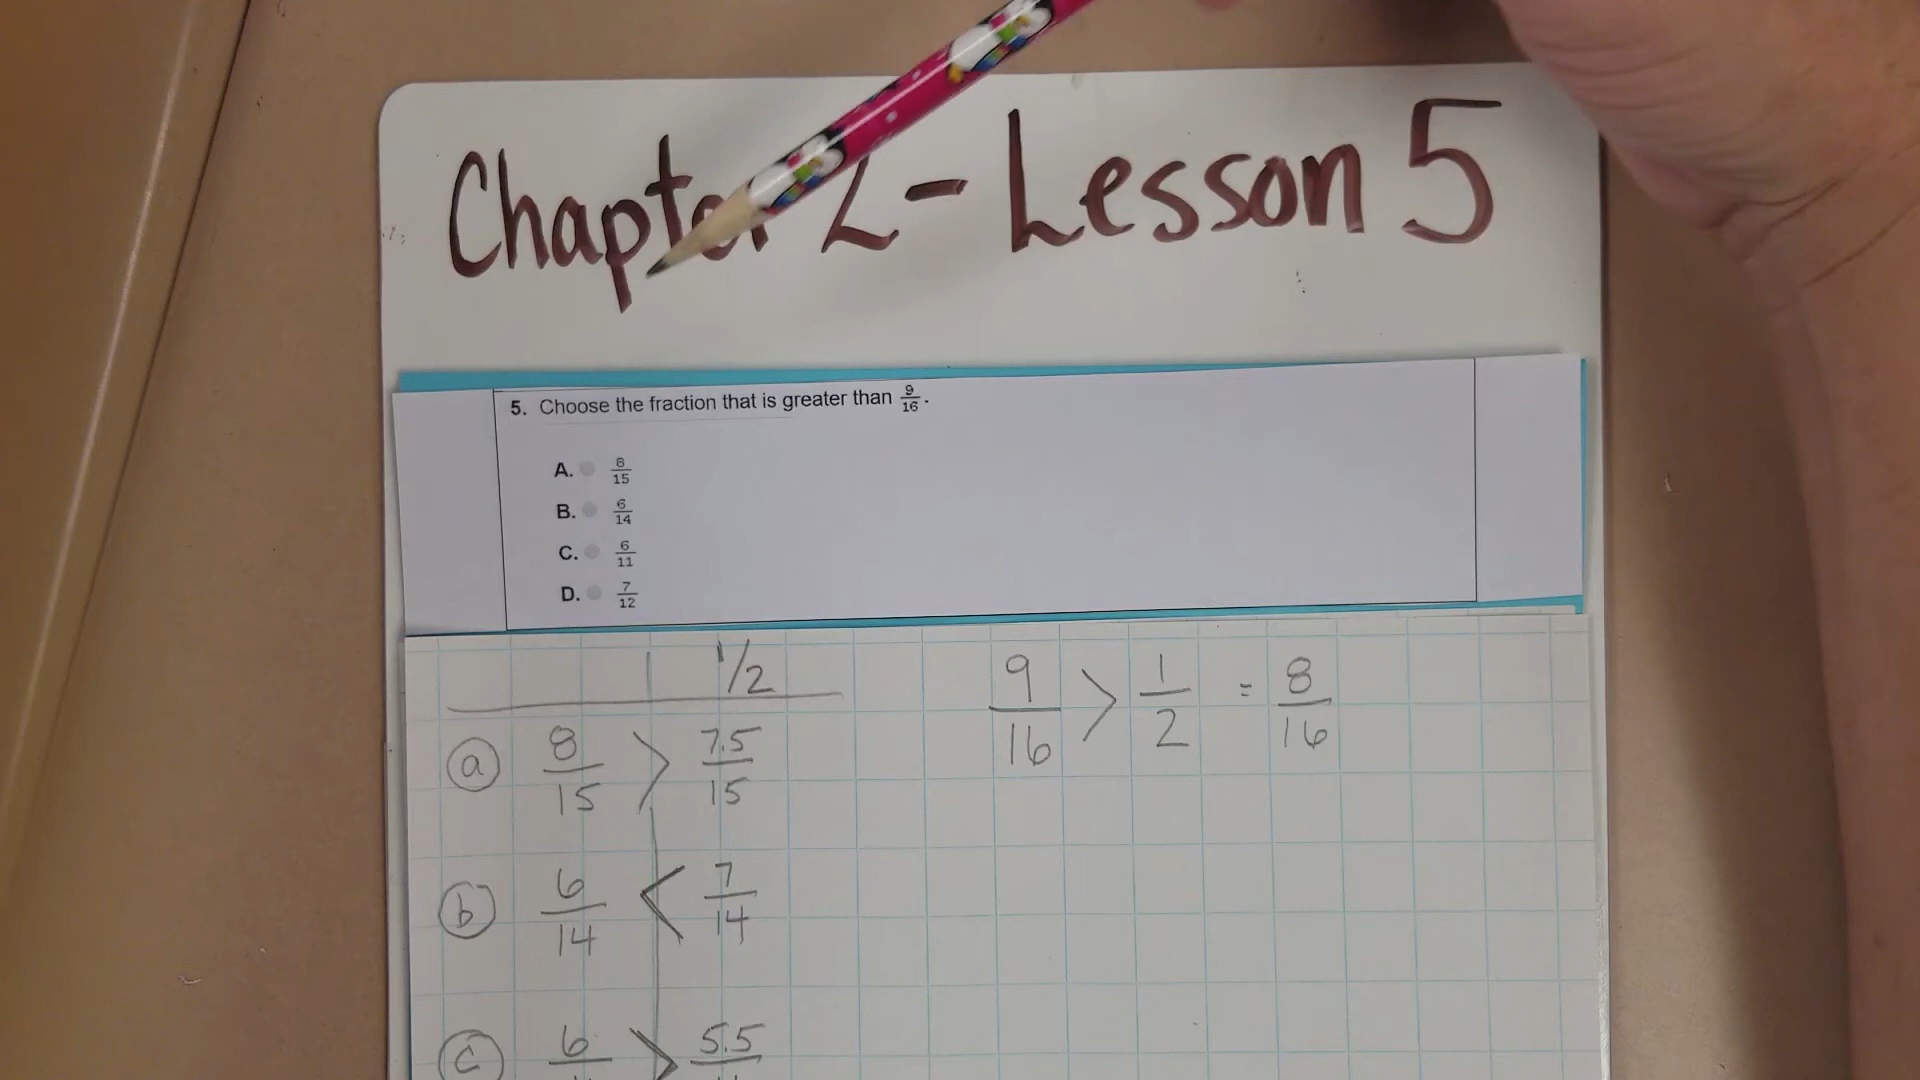 Chapter 2 - Lesson 5
5. Choose the fraction that is greater than 9/16.
A. 8/15
B. 6/14
C. 6/11
D. 7/12
1/2
9/16 > 1/2 = 8/16
a 8/15 > 7.5/15
b 6/14 < 7/14
c 6 > 5.5